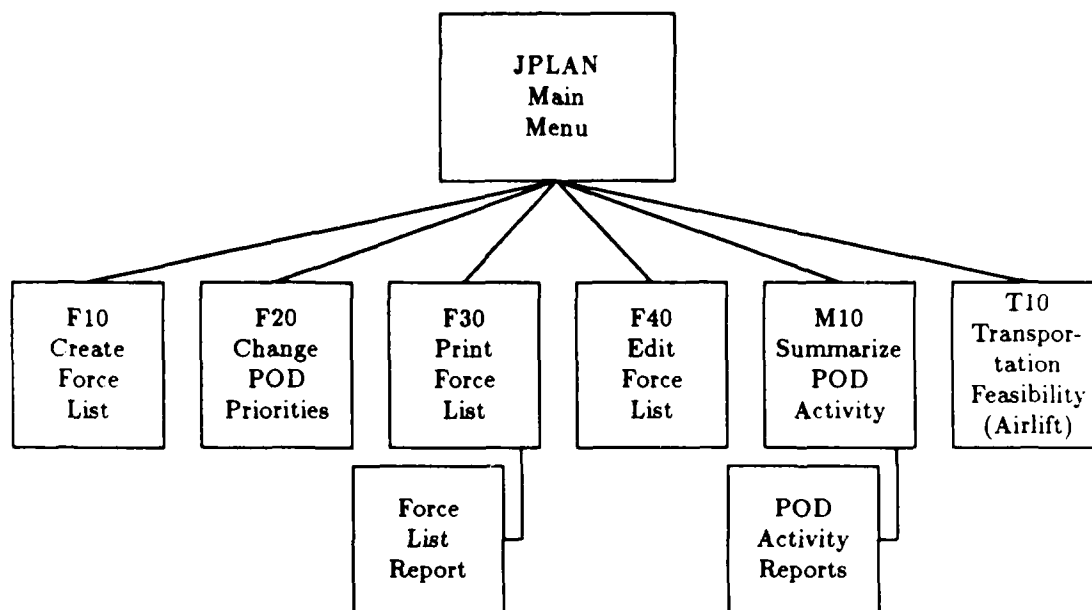 JPLAN
Main
Menu
F10
Create
Force
List
F20
Change
POD
Priorities
F30
Print
Force
List
F40
Edit
Force
List
M10
Summarize
POD
Activity
T10
Transpor-
tation
Feasibility
(Airlift)
Force
List
Report
POD
Activity
Reports